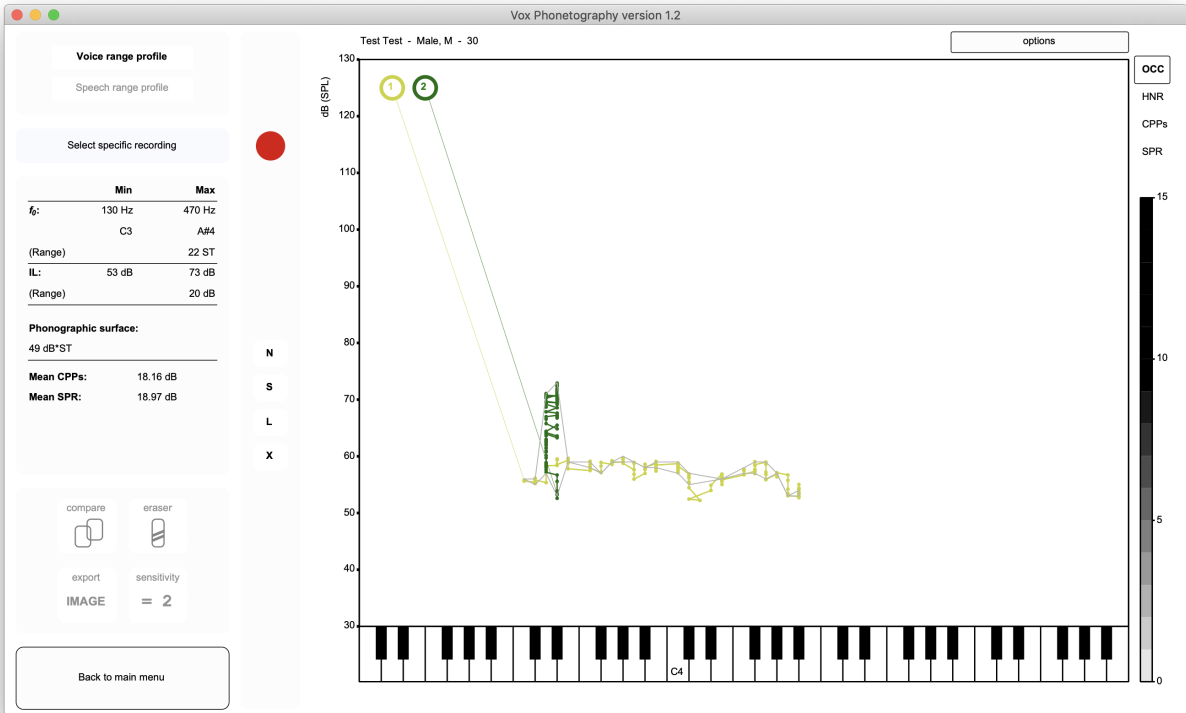 Vox Phonetography version 1.2
Voice range profile
Speech range profile
Select specific recording
Min Max
f₀: 130 Hz 470 Hz
C3 A#4
(Range) 22 ST
IL: 53 dB 73 dB
(Range) 20 dB
Phonographic surface:
49 dB*ST
Mean CPPs: 18.16 dB
Mean SPR: 18.97 dB
compare eraser
export sensitivity
IMAGE = 2
Back to main menu
N
S
L
X
Test Test - Male, M - 30
options
dB (SPL)
130
120
110
100
90
80
70
60
50
40
30
1 2
C4
OCC
HNR
CPPs
SPR
15
10
5
0